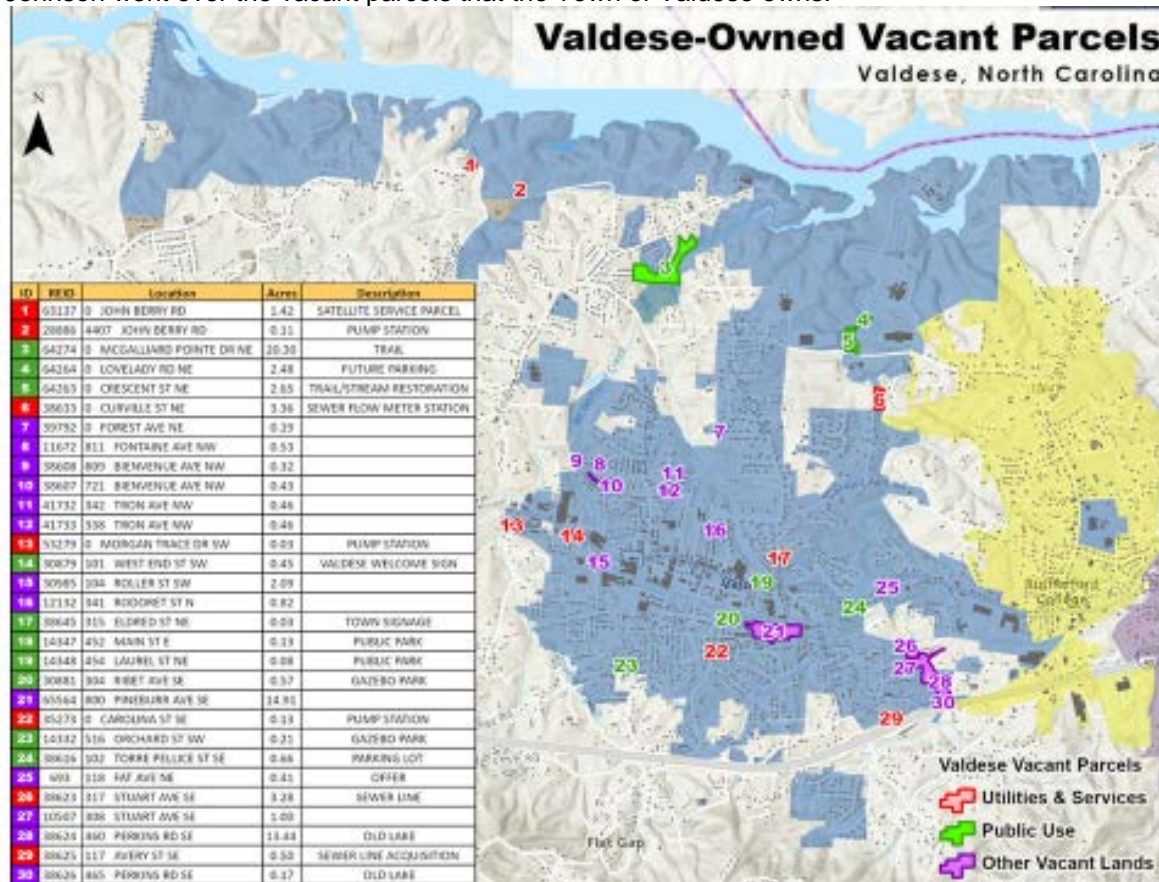 Johnson went over the vacant parcels that the Town of Valdese owns.
Valdese-Owned Vacant Parcels
Valdese, North Carolina
N
1
2
3
4
5
6
7
9 8
10
11
12
13
14
15
16
17
19
20
21
22
23
24
25
26
27
28
30
29
Rutherford
College
Flat Gap
ID REID Location Acres Description
1 63137 0 JOHN BERRY RD 1.42 SATELLITE SERVICE PARCEL
2 28886 4407 JOHN BERRY RD 0.11 PUMP STATION
3 64274 0 MCGALLIARD POINTE DR NE 20.30 TRAIL
4 64264 0 LOVELADY RD NE 2.48 FUTURE PARKING
5 64263 0 CRESCENT ST NE 2.65 TRAIL/STREAM RESTORATION
6 38633 0 CURVILLE ST NE 3.36 SEWER FLOW METER STATION
7 39792 0 FOREST AVE NE 0.29
8 11672 811 FONTAINE AVE NW 0.53
9 38608 809 BIENVENUE AVE NW 0.32
10 38607 721 BIENVENUE AVE NW 0.43
11 41732 342 TRON AVE NW 0.46
12 41733 338 TRON AVE NW 0.46
13 53279 0 MORGAN TRACE DR SW 0.03 PUMP STATION
14 30879 101 WEST END ST SW 0.45 VALDESE WELCOME SIGN
15 30985 104 ROLLER ST SW 2.09
16 12132 341 RODORET ST N 0.82
17 38645 315 ELDRED ST NE 0.03 TOWN SIGNAGE
18 14347 452 MAIN ST E 0.13 PUBLIC PARK
19 14348 454 LAUREL ST NE 0.08 PUBLIC PARK
20 30881 304 RIBET AVE SE 0.57 GAZEBO PARK
21 65564 800 PINEBURR AVE SE 14.91
22 35273 0 CAROLINA ST SE 0.13 PUMP STATION
23 14332 516 ORCHARD ST SW 0.21 GAZEBO PARK
24 38616 102 TORRE PELLICE ST SE 0.66 PARKING LOT
25 693 118 FAT AVE NE 0.41 OFFER
26 38623 317 STUART AVE SE 3.28 SEWER LINE
27 10507 308 STUART AVE SE 1.00
28 38624 860 PERKINS RD SE 13.44 OLD LAKE
29 38625 117 AVERY ST SE 0.50 SEWER LINE ACQUISITION
30 38626 865 PERKINS RD SE 0.17 OLD LAKE
Valdese Vacant Parcels
Utilities & Services
Public Use
Other Vacant Lands